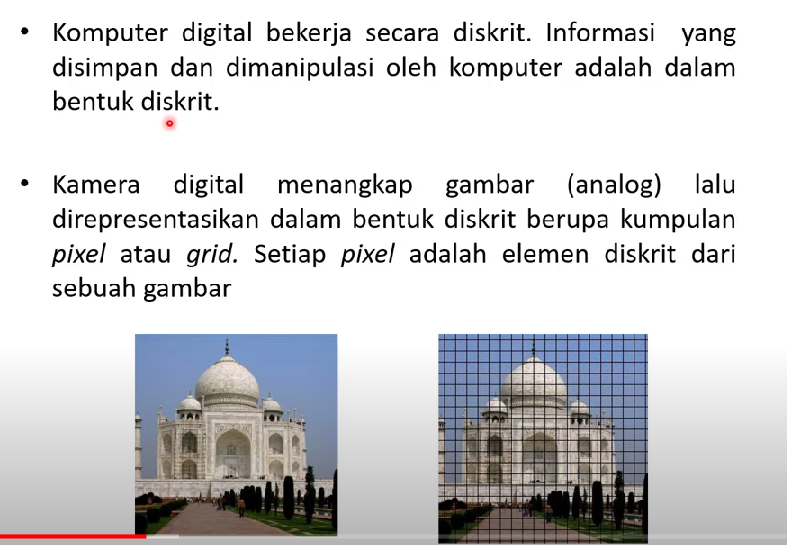 • Komputer digital bekerja secara diskrit. Informasi yang
disimpan dan dimanipulasi oleh komputer adalah dalam
bentuk diskrit.
• Kamera digital menangkap gambar (analog) lalu
direpresentasikan dalam bentuk diskrit berupa kumpulan
pixel atau grid. Setiap pixel adalah elemen diskrit dari
sebuah gambar